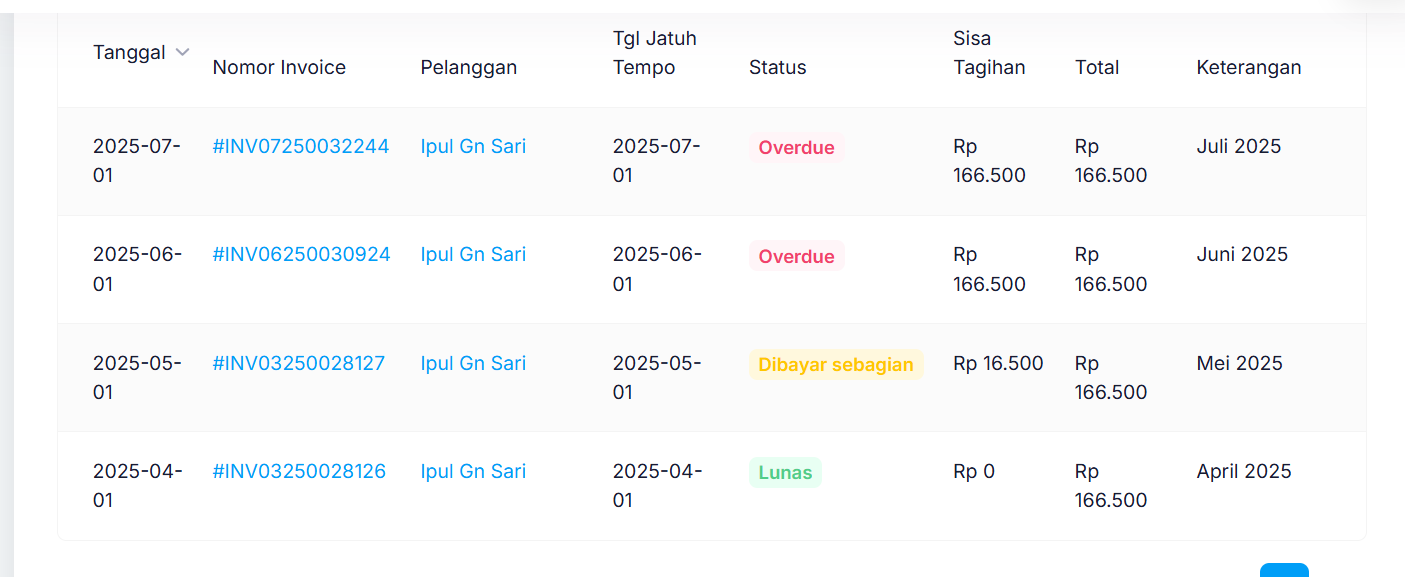 Tanggal
Nomor Invoice
Pelanggan
Tgl Jatuh
Tempo
Status
Sisa
Tagihan
Total
Keterangan
2025-07-
01
#INV07250032244
Ipul Gn Sari
2025-07-
01
Overdue
Rp
166.500
Rp
166.500
Juli 2025
2025-06-
01
#INV06250030924
Ipul Gn Sari
2025-06-
01
Overdue
Rp
166.500
Rp
166.500
Juni 2025
2025-05-
01
#INV03250028127
Ipul Gn Sari
2025-05-
01
Dibayar sebagian
Rp 16.500
Rp
166.500
Mei 2025
2025-04-
01
#INV03250028126
Ipul Gn Sari
2025-04-
01
Lunas
Rp 0
Rp
166.500
April 2025